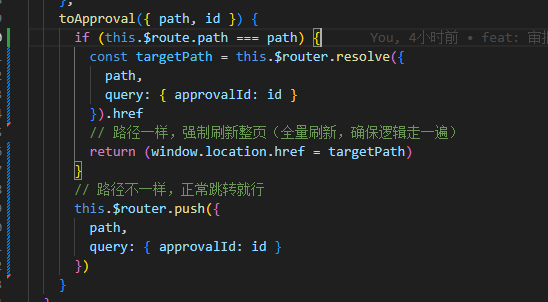 },
toApproval({ path, id }) {
if (this.$route.path === path) {
You, 4小时前 • feat: 审批
const targetPath = this.$router.resolve({
path,
query: { approvalId: id }
}).href
// 路径一样，强制刷新整页（全量刷新，确保逻辑走一遍）
return (window.location.href = targetPath)
}
// 路径不一样，正常跳转就行
this.$router.push({
path,
query: { approvalId: id }
})
}